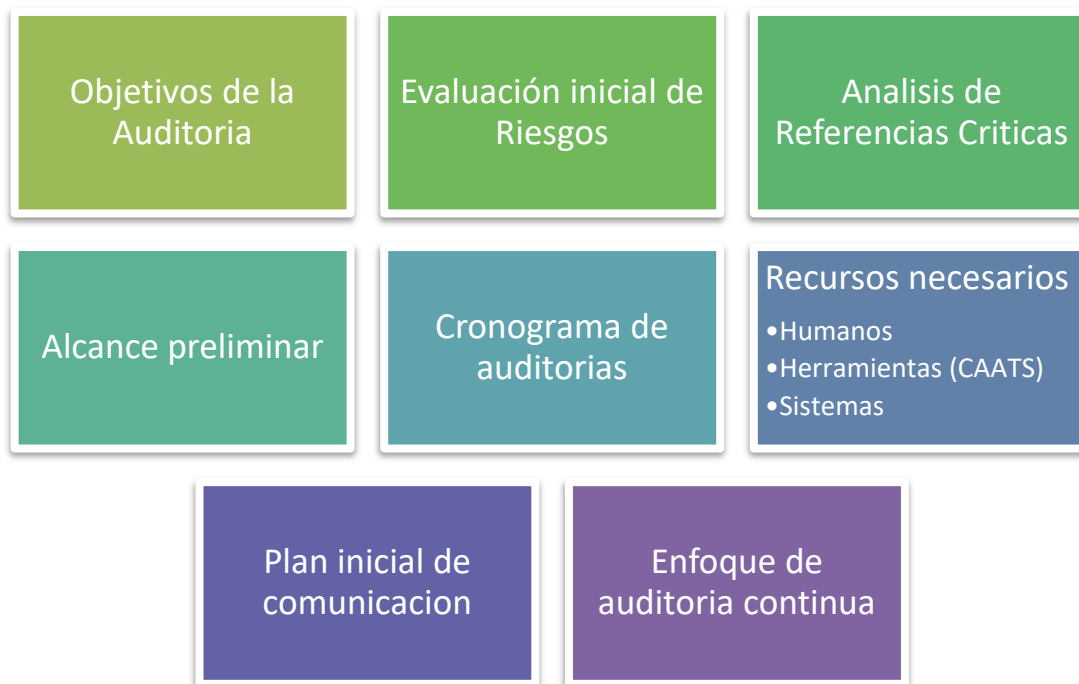 Objetivos de la
Auditoria
Evaluación inicial de
Riesgos
Analisis de
Referencias Criticas
Alcance preliminar
Cronograma de
auditorias
Recursos necesarios
•Humanos
•Herramientas (CAATS)
•Sistemas
Plan inicial de
comunicacion
Enfoque de
auditoria continua